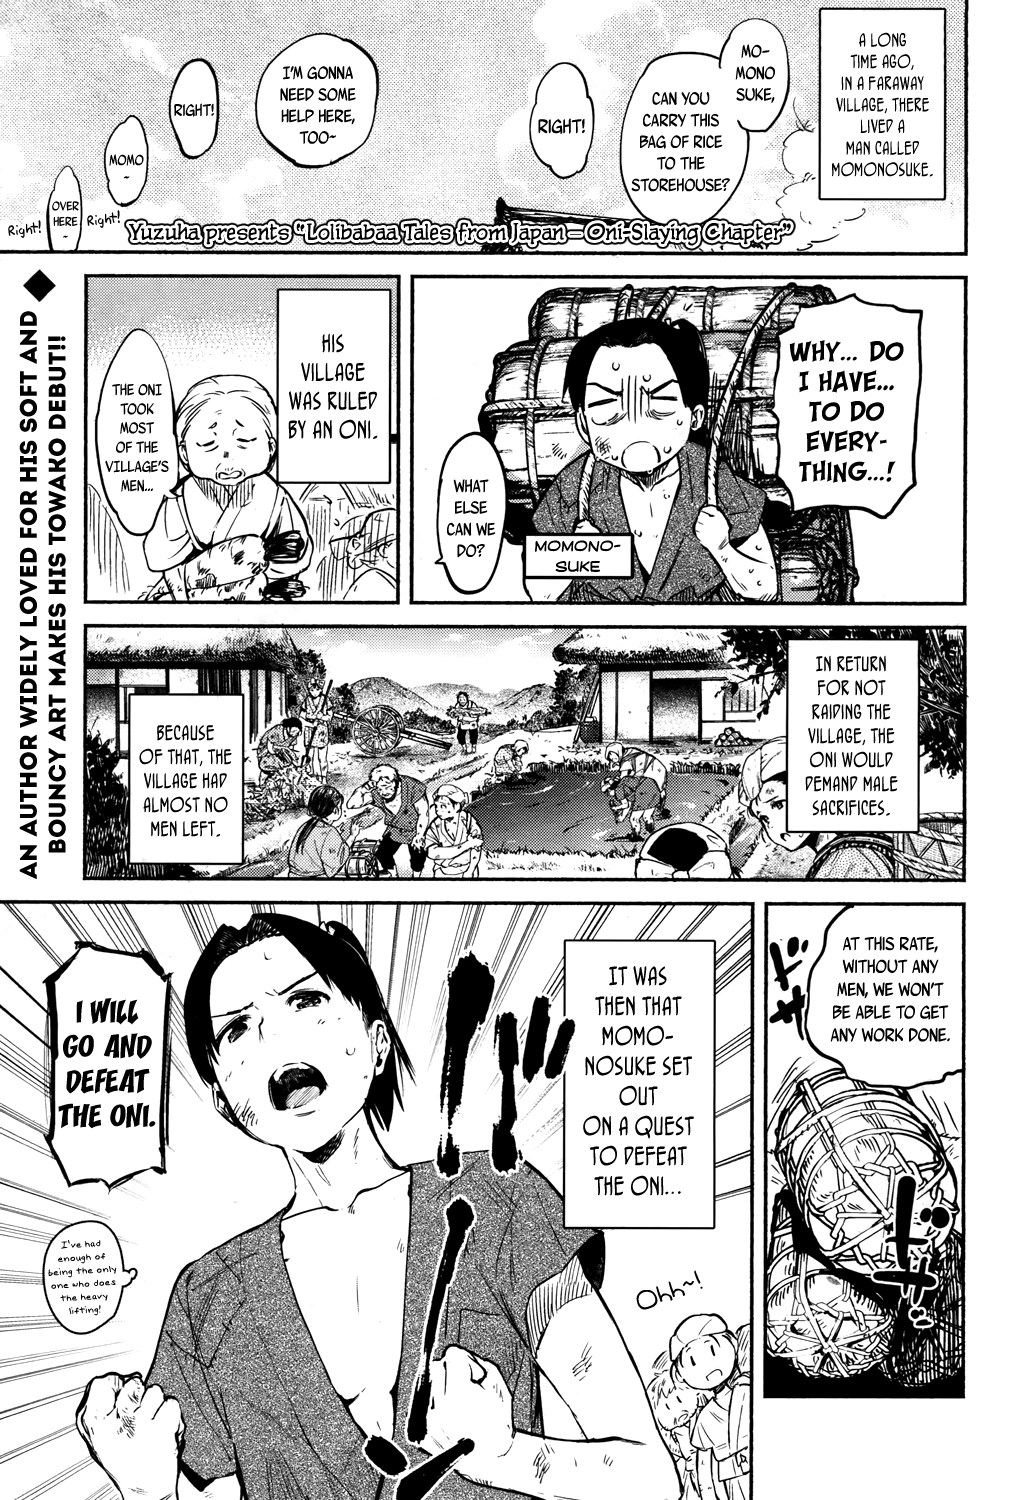 A LONG
TIME AGO,
IN A FARAWAY
VILLAGE, THERE
LIVED A
MAN CALLED
MOMONOSUKE.
MO-
MONO
SUKE,
CAN YOU
CARRY THIS
BAG OF RICE
TO THE
STOREHOUSE?
RIGHT!
I'M GONNA
NEED SOME
HELP HERE,
TOO~
RIGHT!
MOMO
~
Right!
OVER
HERE
~
Right!
Yuzuha presents "Lolibabaa Tales from Japan – Oni-Slaying Chapter"
◆ AN AUTHOR WIDELY LOVED FOR HIS SOFT AND
BOUNCY ART MAKES HIS TOWAKO DEBUT!!
WHY... DO
I HAVE...
TO DO
EVERY-
THING...!
MOMONO-
SUKE
WHAT
ELSE
CAN WE
DO?
HIS
VILLAGE
WAS RULED
BY AN ONI.
THE ONI
TOOK
MOST
OF THE
VILLAGE'S
MEN...
IN RETURN
FOR NOT
RAIDING THE
VILLAGE, THE
ONI WOULD
DEMAND MALE
SACRIFICES.
BECAUSE
OF THAT, THE
VILLAGE HAD
ALMOST NO
MEN LEFT.
AT THIS RATE,
WITHOUT ANY
MEN, WE WON'T
BE ABLE TO GET
ANY WORK DONE.
ドサ
ドサドサ
IT WAS
THEN THAT
MOMO-
NOSUKE SET
OUT
ON A QUEST
TO DEFEAT
THE ONI...
I WILL
GO AND
DEFEAT
THE ONI.
I've had
enough of
being the only
one who does
the heavy
lifting!
Ohh~!